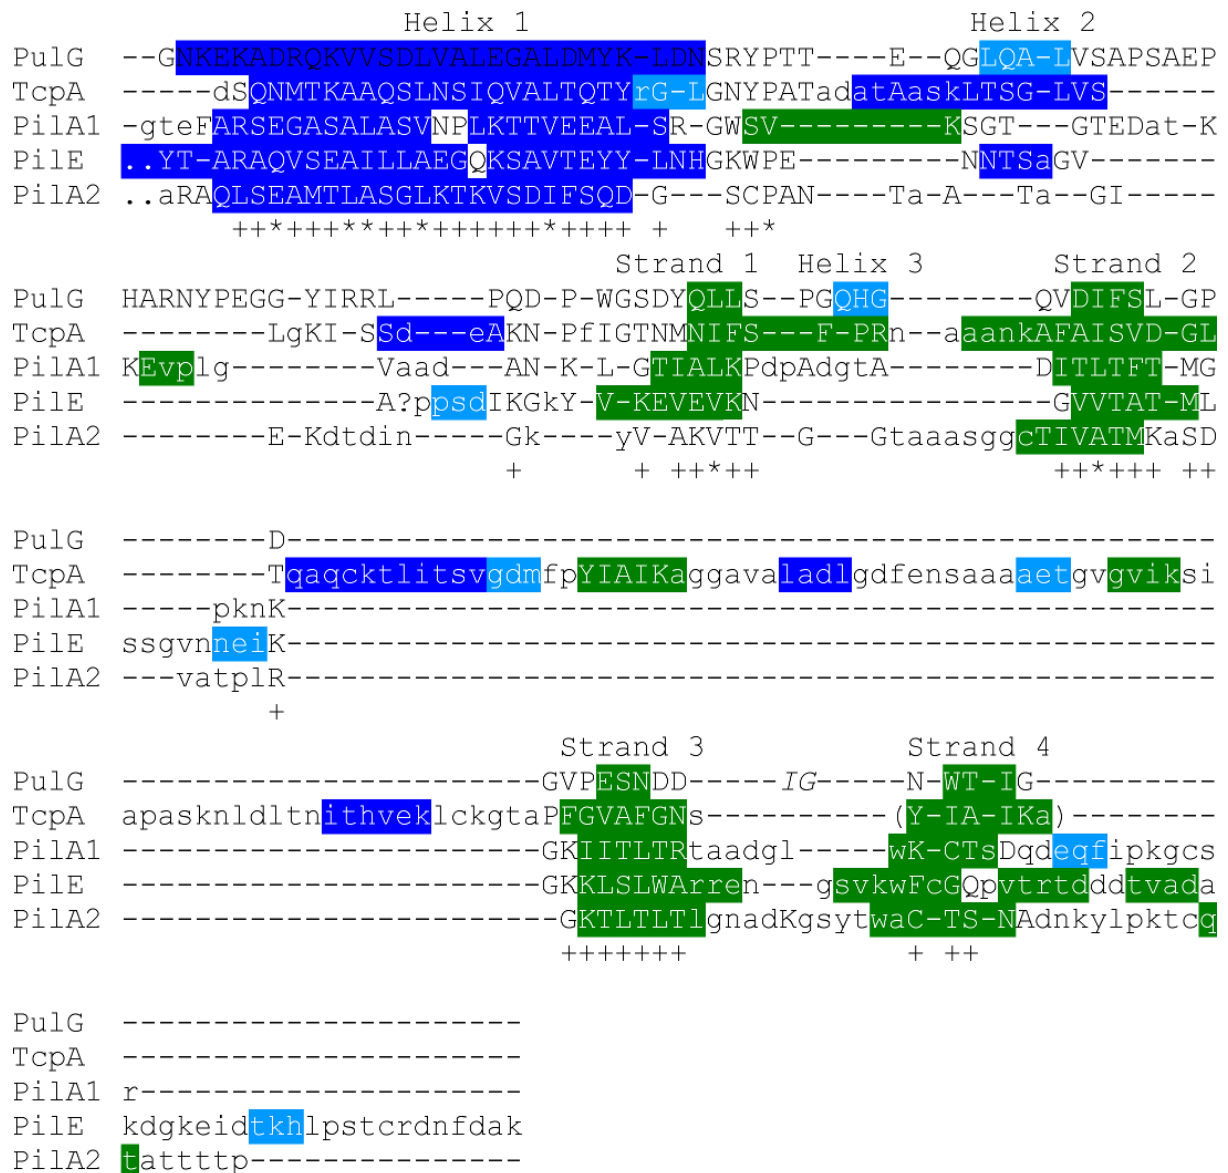 Helix 1 Helix 2
PulG --GNKEKADRQKVVSDLVALEGALDMYK-LDNSRYPTT----E--QGLQA-LVSAPSAEP
TcpA -----dSQNMTKAAQSLNSIQVALTQTYrG-LGNYPATadatAaskLTSG-LVS------
PilA1 -gteFARSEGASALASVNPLKTTVEEAL-SR-GWSV---------KSGT---GTEDat-K
PilE ..YT-ARAQVSEAILLAEGQKSAVTEYY-LNHGKWPE---------NNTSaGV-------
PilA2 ..aRAQLSEAMTLASGLKTKVSDIFSQD-G--SCPAN----Ta-A---Ta--GI-----
++*+++**++*++++++*++++ + ++*
Strand 1 Helix 3 Strand 2
PulG HARNYPEGG-YIRRL-----PQD-P-WGSDYQLLS--PGQHG--------QVDIFSL-GP
TcpA --------LgKI-SSd---eAKN-PfIGTNMNIFS---F-PRn--aaankAFAISVD-GL
PilA1 KEvplg--------Vaad---AN-K-L-GTIALKPdpAdgtA--------DITLTFT-MG
PilE --------------A?ppsdIKGkY-V-KEVEVKN---------------GVVTAT-ML
PilA2 --------E-Kdtdin-----Gk----yV-AKVTT--G---GtaaasggcTIVATMKaSD
+ + ++*++ ++*+++ ++
PulG --------D
TcpA --------TqaqcktlitsvgdmfpYIAIKaggavaladlgdfensaaaaetgvgviksi
PilA1 -----pknK---------------------------------------------------
PilE ssgvnnneiK---------------------------------------------------
PilA2 ---vatplR---------------------------------------------------
+
Strand 3 Strand 4
PulG -----------------------GVPESNDD-----IG-----N-WT-IG----------
TcpA apasknldltnithveklckgtaPFGVAFGNs-----------(Y-IA-IKa)--------
PilA1 -----------------------GKIITLTRtaadgl-----wK-CTsDqdeqfipkgcs
PilE -----------------------GKKLSLWArren---gsvkwFcGQpvtrtdddtvada
PilA2 ------------------------GKTLTLTlgnadKgsytwaC-TS-NAdnkylpktcq
+++++++ + ++
PulG ----------------------
TcpA ----------------------
PilA1 r---------------------
PilE kdgkeidtkhlpstcrdnfdak
PilA2 tattttp---------------